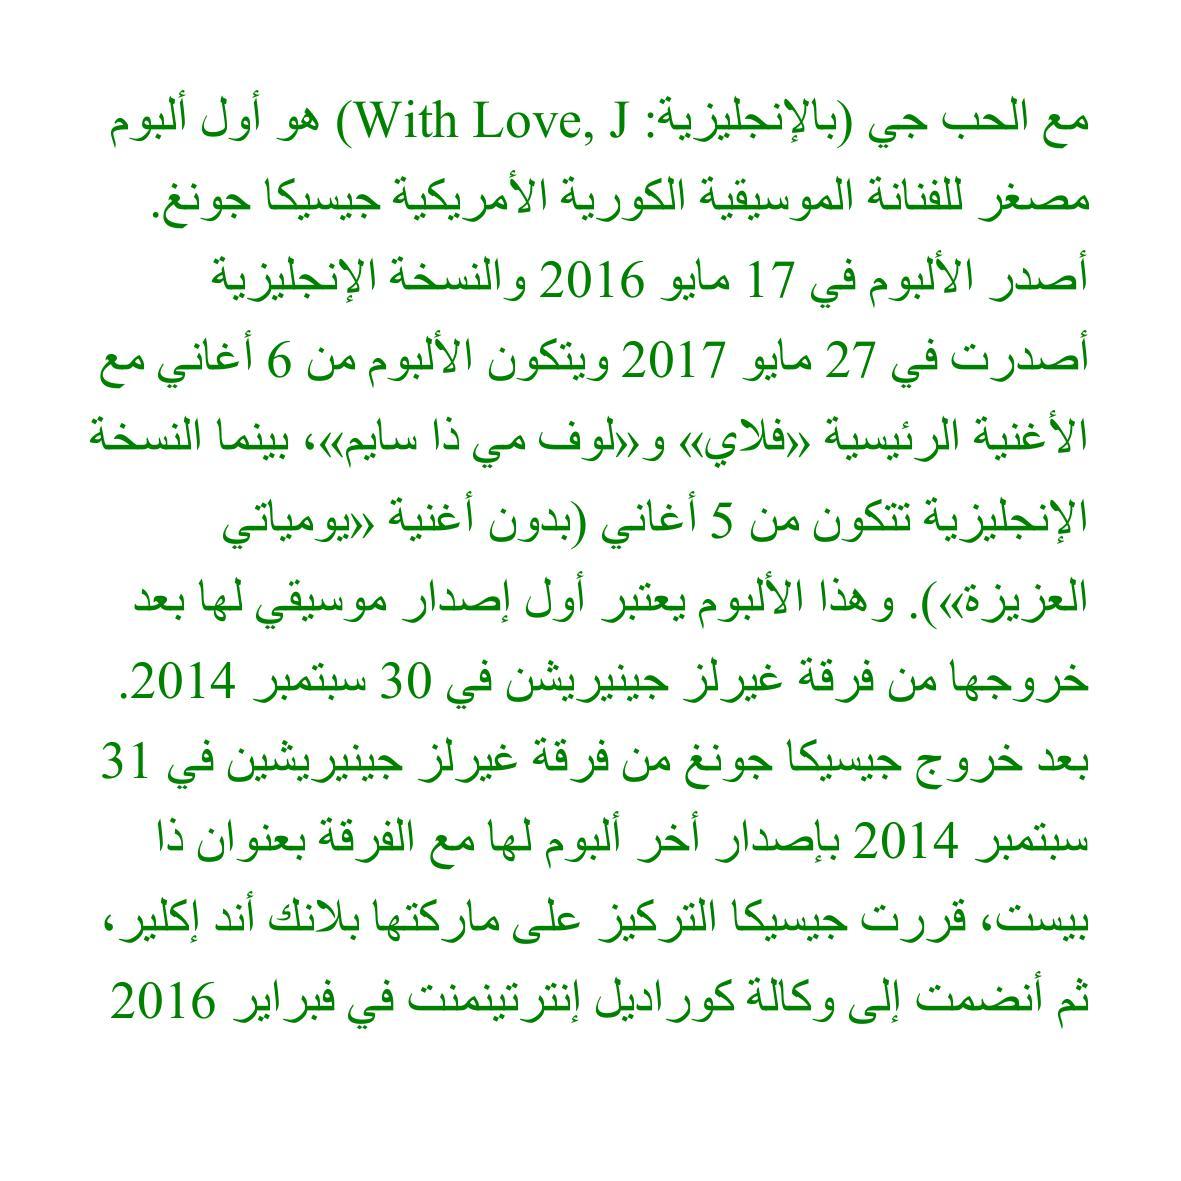 مع الحب جي (بالإنجليزية: With Love, J) هو أول ألبوم
مصغر للفنانة الموسيقية الكورية الأمريكية جيسيكا جونغ.
أصدر الألبوم في 17 مايو 2016 والنسخة الإنجليزية
أصدرت في 27 مايو 2017 ويتكون الألبوم من 6 أغاني مع
الأغنية الرئيسية «فلاي» و«لوف مي ذا سايم»، بينما النسخة
الإنجليزية تتكون من 5 أغاني (بدون أغنية «يومياتي
العزيزة»). وهذا الألبوم يعتبر أول إصدار موسيقي لها بعد
خروجها من فرقة غيرلز جينيريشن في 30 سبتمبر 2014.
بعد خروج جيسيكا جونغ من فرقة غيرلز جينيريشين في 31
سبتمبر 2014 بإصدار أخر ألبوم لها مع الفرقة بعنوان ذا
بيست، قررت جيسيكا التركيز على ماركتها بلانك أند إكلير،
ثم أنضمت إلى وكالة كوراديل إنترتينمنت في فبراير 2016